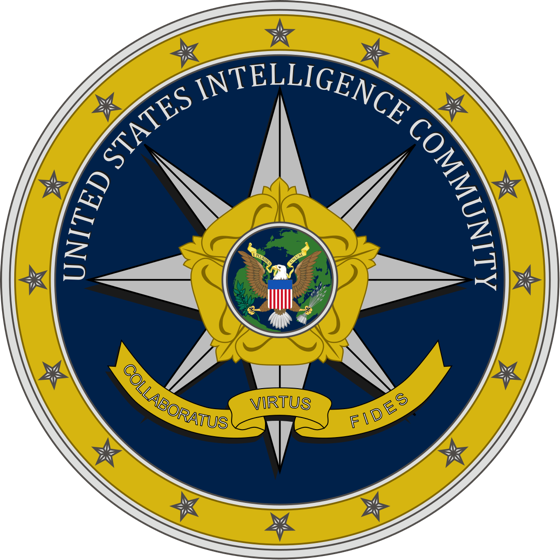 UNITED STATES INTELLIGENCE COMMUNITY
COLLABORATUS VIRTUS FIDES